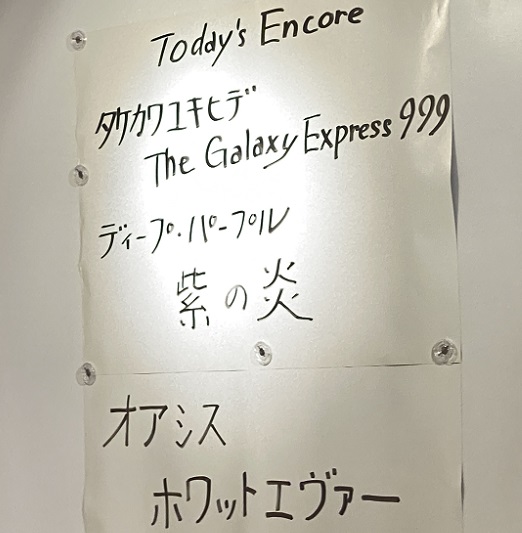 Today's Encore
タケカワユキヒデ
The Galaxy Express 999
ディープ・パープル
紫の炎
オアシス
ホワットエヴァー